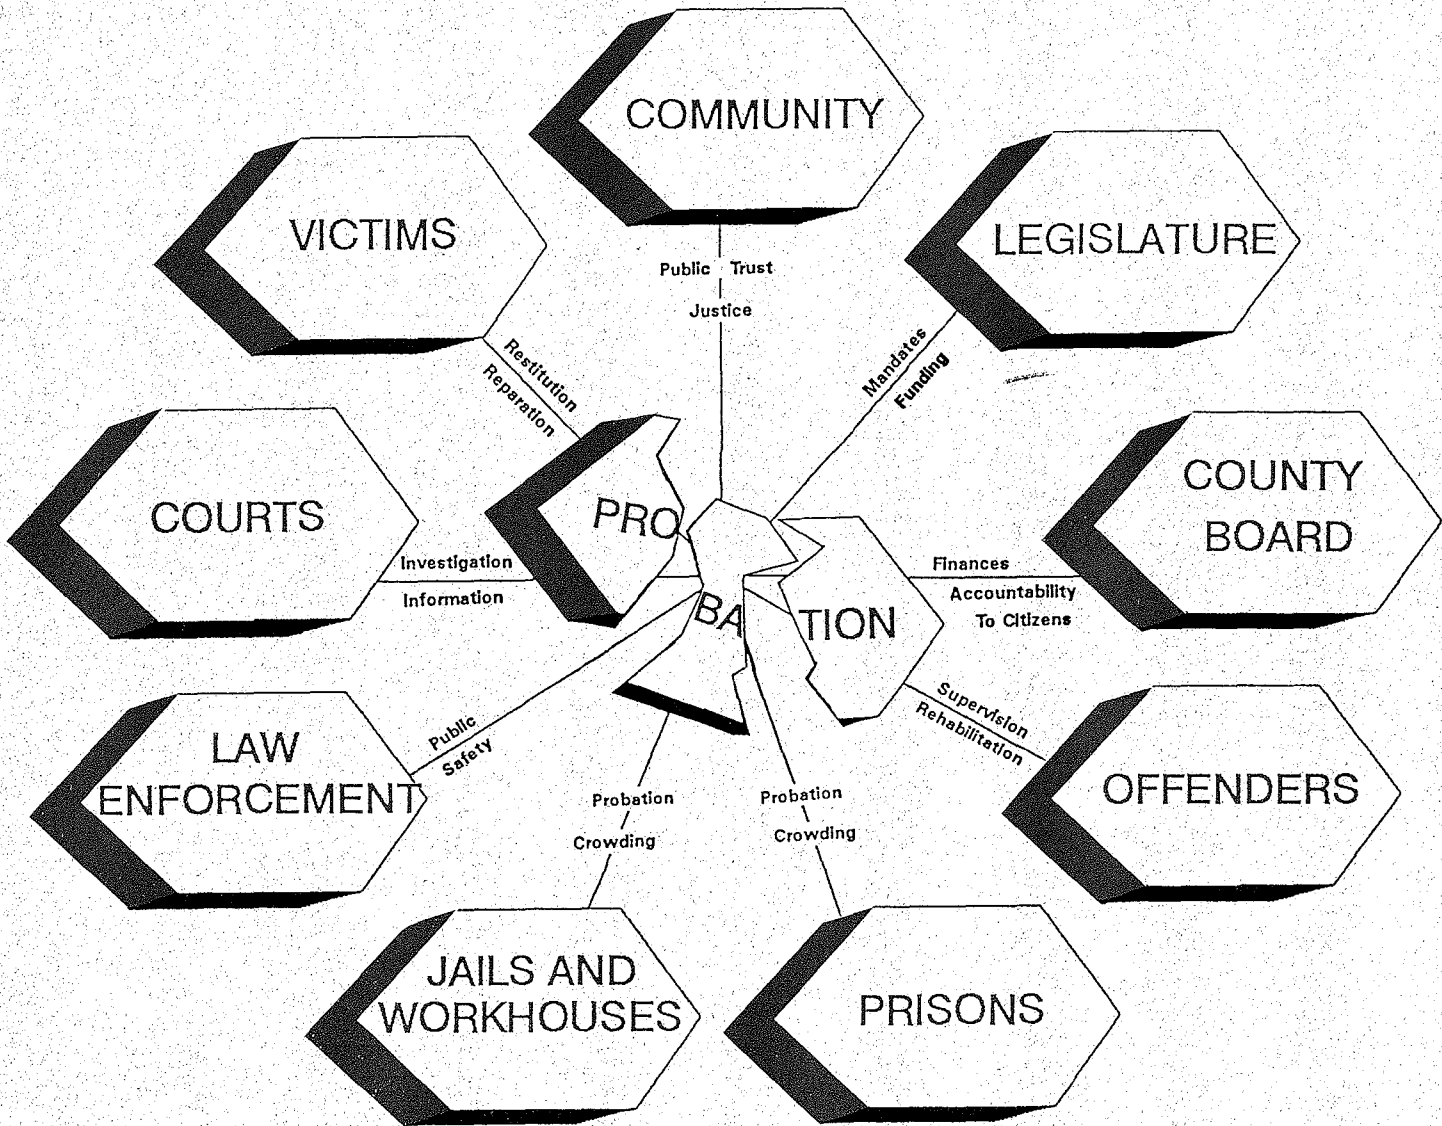 COMMUNITY
VICTIMS
LEGISLATURE
Public Trust
Justice
Restitution
Reparation
Mandates
Funding
COURTS
COUNTY
BOARD
PRO
BA
TION
Investigation
Information
Finances
Accountability
To Citizens
Public
Safety
Supervision
Rehabilitation
LAW
ENFORCEMENT
OFFENDERS
Probation
Crowding
Probation
Crowding
JAILS AND
WORKHOUSES
PRISONS